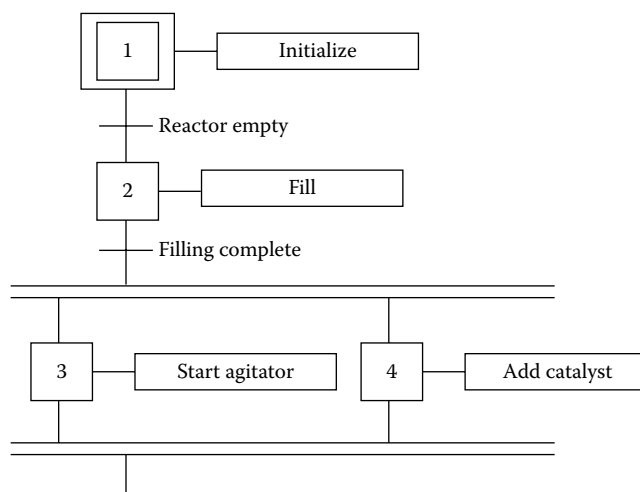 1
Initialize
Reactor empty
2
Fill
Filling complete
3
Start agitator
4
Add catalyst